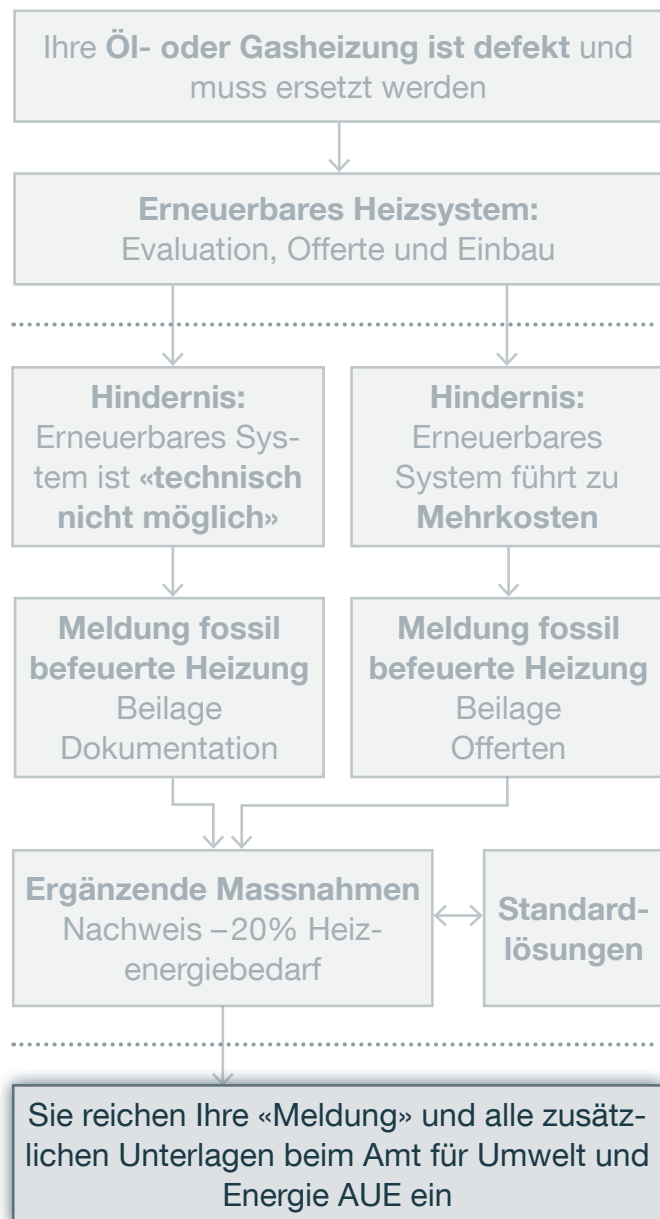 Ihre Öl- oder Gasheizung ist defekt und
muss ersetzt werden
Erneuerbares Heizsystem:
Evaluation, Offerte und Einbau
Hindernis:
Erneuerbares Sys-
tem ist «technisch
nicht möglich»
Hindernis:
Erneuerbares
System führt zu
Mehrkosten
Meldung fossil
befeuerte Heizung
Beilage
Dokumentation
Meldung fossil
befeuerte Heizung
Beilage
Offerten
Ergänzende Massnahmen
Nachweis –20% Heiz-
energiebedarf
Standard-
lösungen
Sie reichen Ihre «Meldung» und alle zusätz-
lichen Unterlagen beim Amt für Umwelt und
Energie AUE ein